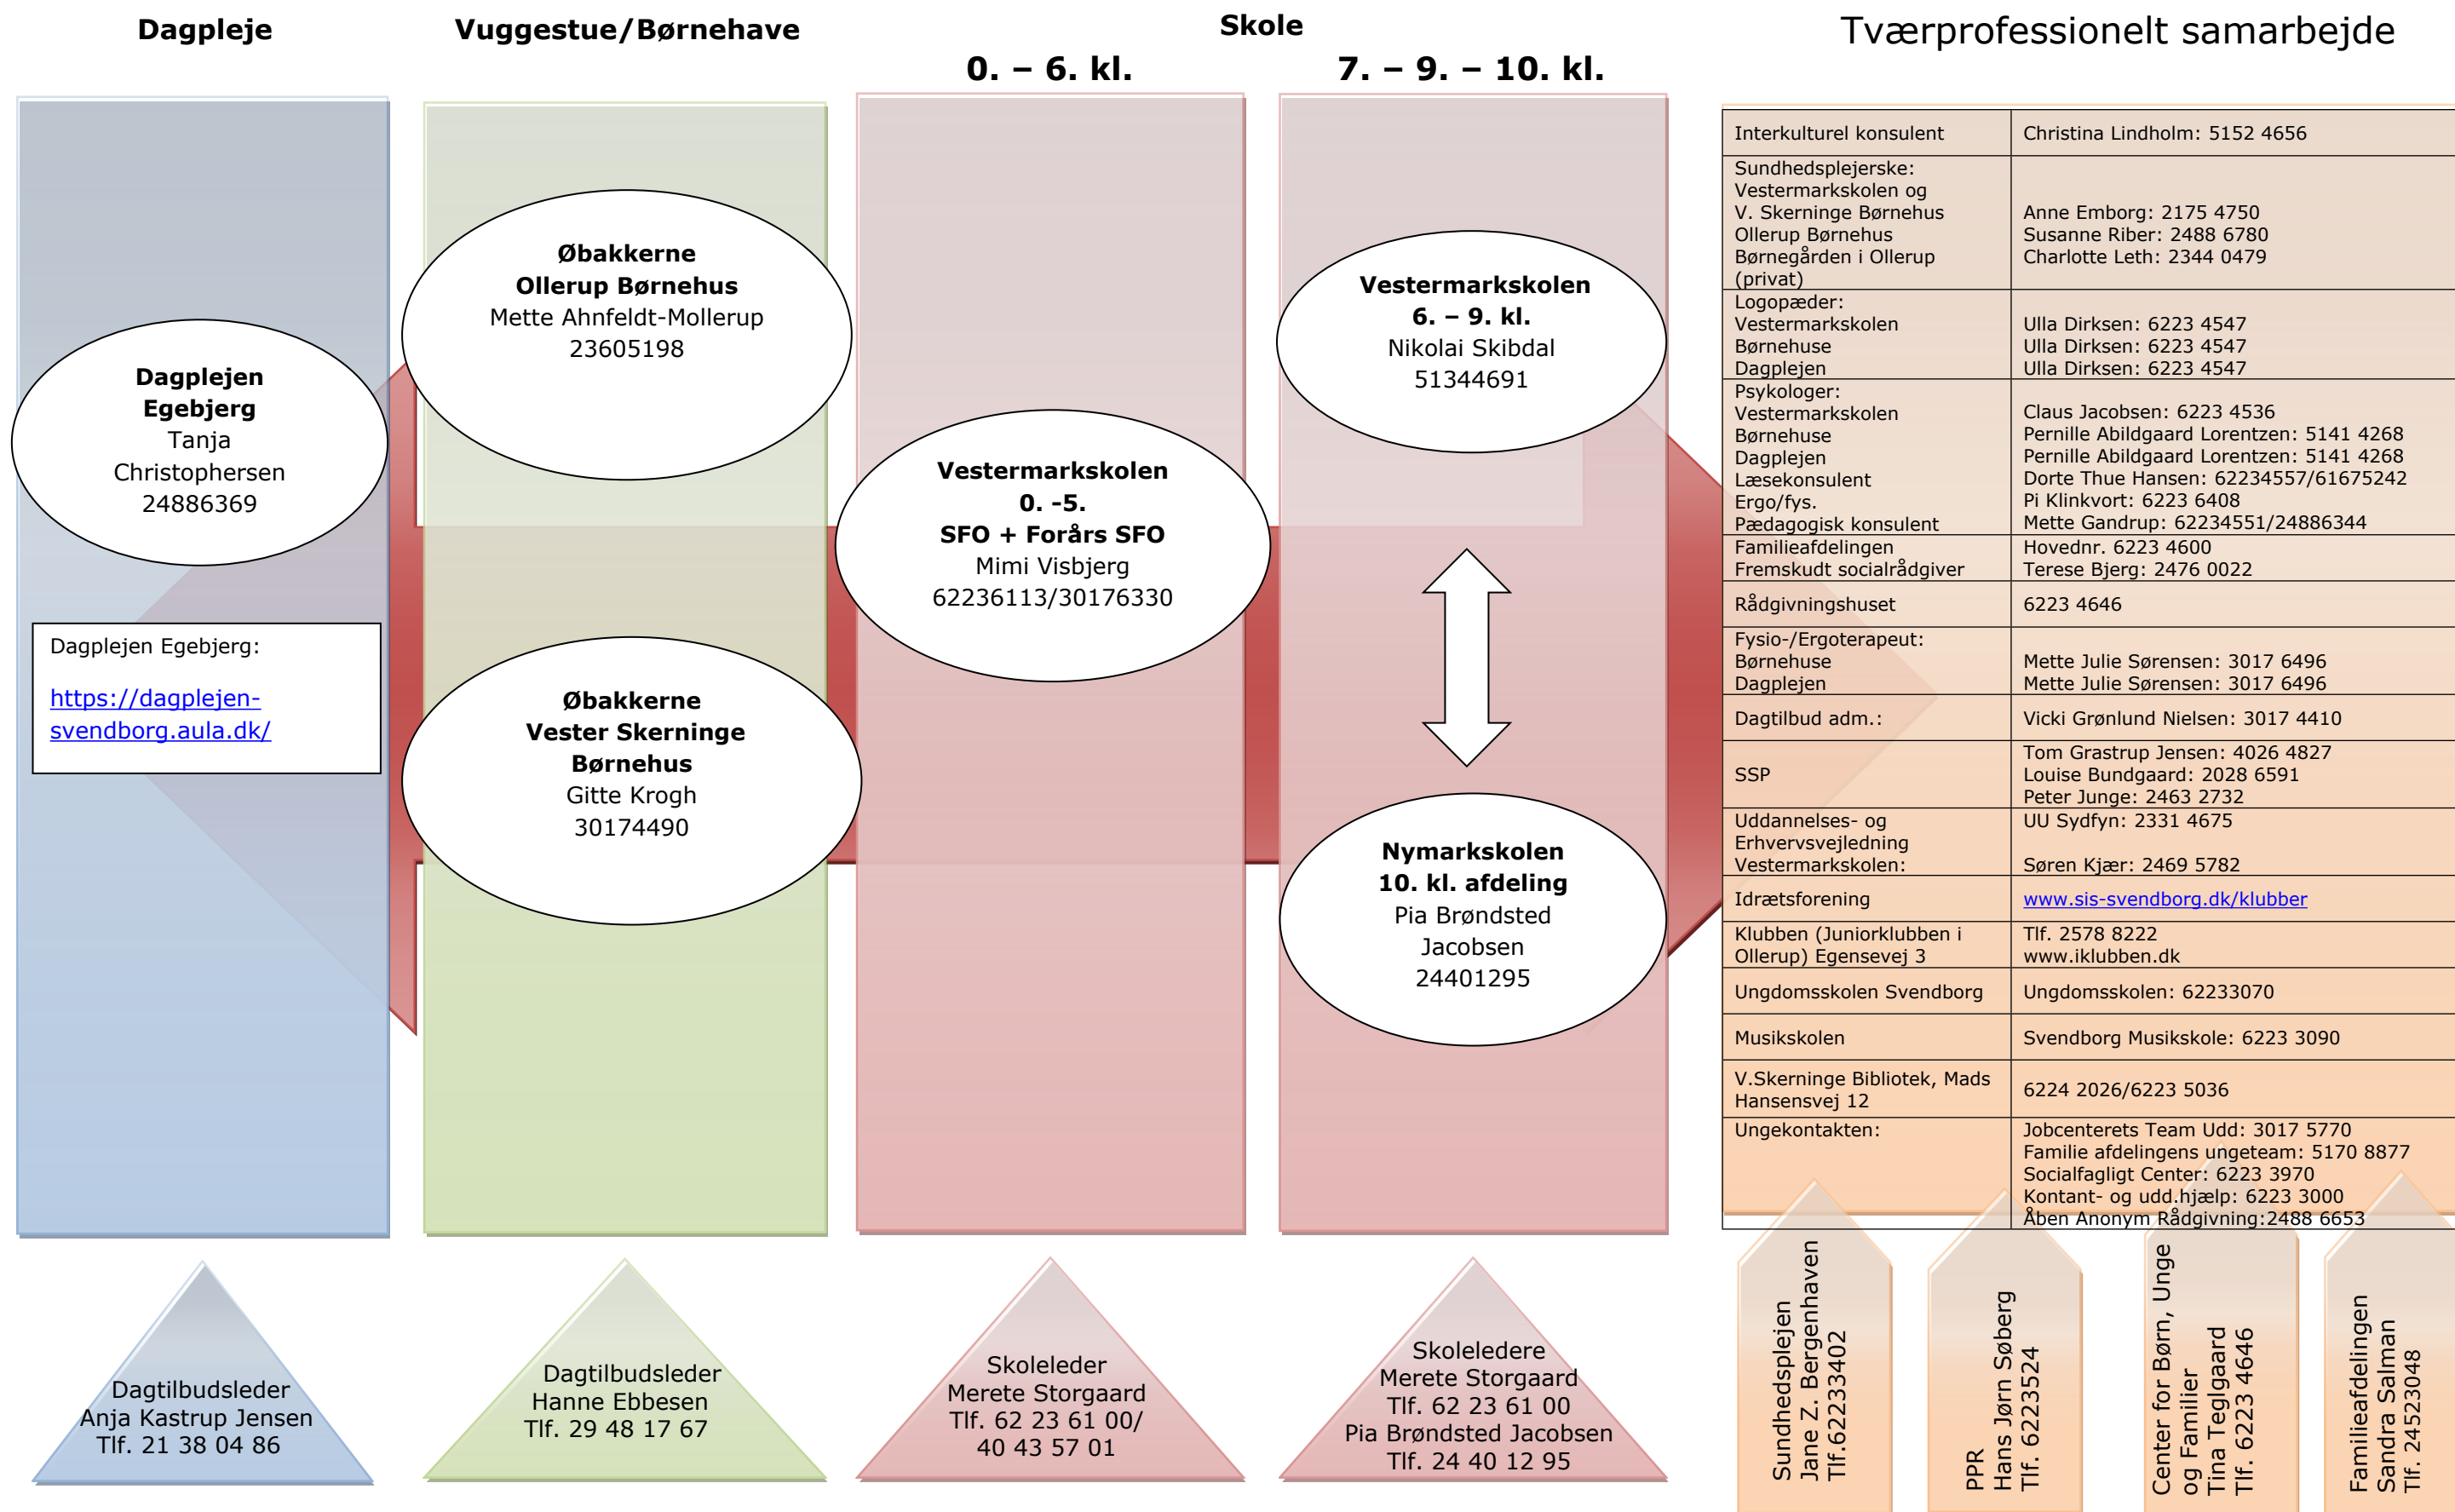 Dagpleje
Vuggestue/Børnehave
Skole
0. – 6. kl.
7. – 9. – 10. kl.
Tværprofessionelt samarbejde
Dagplejen
Egebjerg
Tanja
Christophersen
24886369
Dagplejen Egebjerg:
https://dagplejen-
svendborg.aula.dk/
Øbakkerne
Ollerup Børnehus
Mette Ahnfeldt-Mollerup
23605198
Øbakkerne
Vester Skerninge
Børnehus
Gitte Krogh
30174490
Vestermarkskolen
0. -5.
SFO + Forårs SFO
Mimi Visbjerg
62236113/30176330
Vestermarkskolen
6. – 9. kl.
Nikolai Skibdal
51344691
Nymarkskolen
10. kl. afdeling
Pia Brøndsted
Jacobsen
24401295
Interkulturel konsulent Christina Lindholm: 5152 4656
Sundhedsplejerske:
Vestermarkskolen og
V. Skerninge Børnehus Anne Emborg: 2175 4750
Ollerup Børnehus Susanne Riber: 2488 6780
Børnegården i Ollerup Charlotte Leth: 2344 0479
(privat)
Logopæder:
Vestermarkskolen Ulla Dirksen: 6223 4547
Børnehuse Ulla Dirksen: 6223 4547
Dagplejen Ulla Dirksen: 6223 4547
Psykologer:
Vestermarkskolen Claus Jacobsen: 6223 4536
Børnehuse Pernille Abildgaard Lorentzen: 5141 4268
Dagplejen Pernille Abildgaard Lorentzen: 5141 4268
Læsekonsulent Dorte Thue Hansen: 62234557/61675242
Ergo/fys. Pi Klinkvort: 6223 6408
Pædagogisk konsulent Mette Gandrup: 62234551/24886344
Familieafdelingen Hovednr. 6223 4600
Fremskudt socialrådgiver Terese Bjerg: 2476 0022
Rådgivningshuset 6223 4646
Fysio-/Ergoterapeut:
Børnehuse Mette Julie Sørensen: 3017 6496
Dagplejen Mette Julie Sørensen: 3017 6496
Dagtilbud adm.: Vicki Grønlund Nielsen: 3017 4410
SSP Tom Grastrup Jensen: 4026 4827
Louise Bundgaard: 2028 6591
Peter Junge: 2463 2732
Uddannelses- og UU Sydfyn: 2331 4675
Erhvervsvejledning
Vestermarkskolen: Søren Kjær: 2469 5782
Idrætsforening www.sis-svendborg.dk/klubber
Klubben (Juniorklubben i Tlf. 2578 8222
Ollerup) Egensevej 3 www.iklubben.dk
Ungdomsskolen Svendborg Ungdomsskolen: 62233070
Musikskolen Svendborg Musikskole: 6223 3090
V.Skerninge Bibliotek, Mads
Hansensvej 12 6224 2026/6223 5036
Ungekontakten: Jobcenterets Team Udd: 3017 5770
Familie afdelingens ungeteam: 5170 8877
Socialfagligt Center: 6223 3970
Kontant- og udd.hjælp: 6223 3000
Åben Anonym Rådgivning:2488 6653
Dagtilbudsleder
Anja Kastrup Jensen
Tlf. 21 38 04 86
Dagtilbudsleder
Hanne Ebbesen
Tlf. 29 48 17 67
Skoleleder
Merete Storgaard
Tlf. 62 23 61 00/
40 43 57 01
Skoleledere
Merete Storgaard
Tlf. 62 23 61 00
Pia Brøndsted Jacobsen
Tlf. 24 40 12 95
Sundhedsplejen
Jane Z. Bergenhaven
Tlf.62233402
PPR
Hans Jørn Søberg
Tlf. 62223524
Center for Børn, Unge
og Familier
Tina Teglgaard
Tlf. 6223 4646
Familieafdelingen
Sandra Salman
Tlf. 24523048